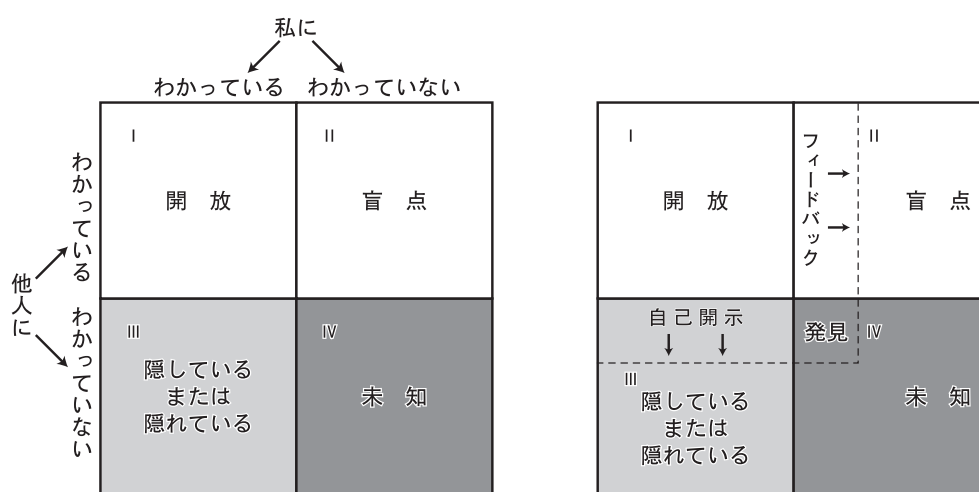 私に
わかっている
わかっていない
他人に
わかっている
わかっていない
I
開 放
II
盲 点
III
隠している
または
隠れている
IV
未 知
I
開 放
フィードバック
II
盲 点
自己開示
発見
IV
III
隠している
または
隠れている
未 知